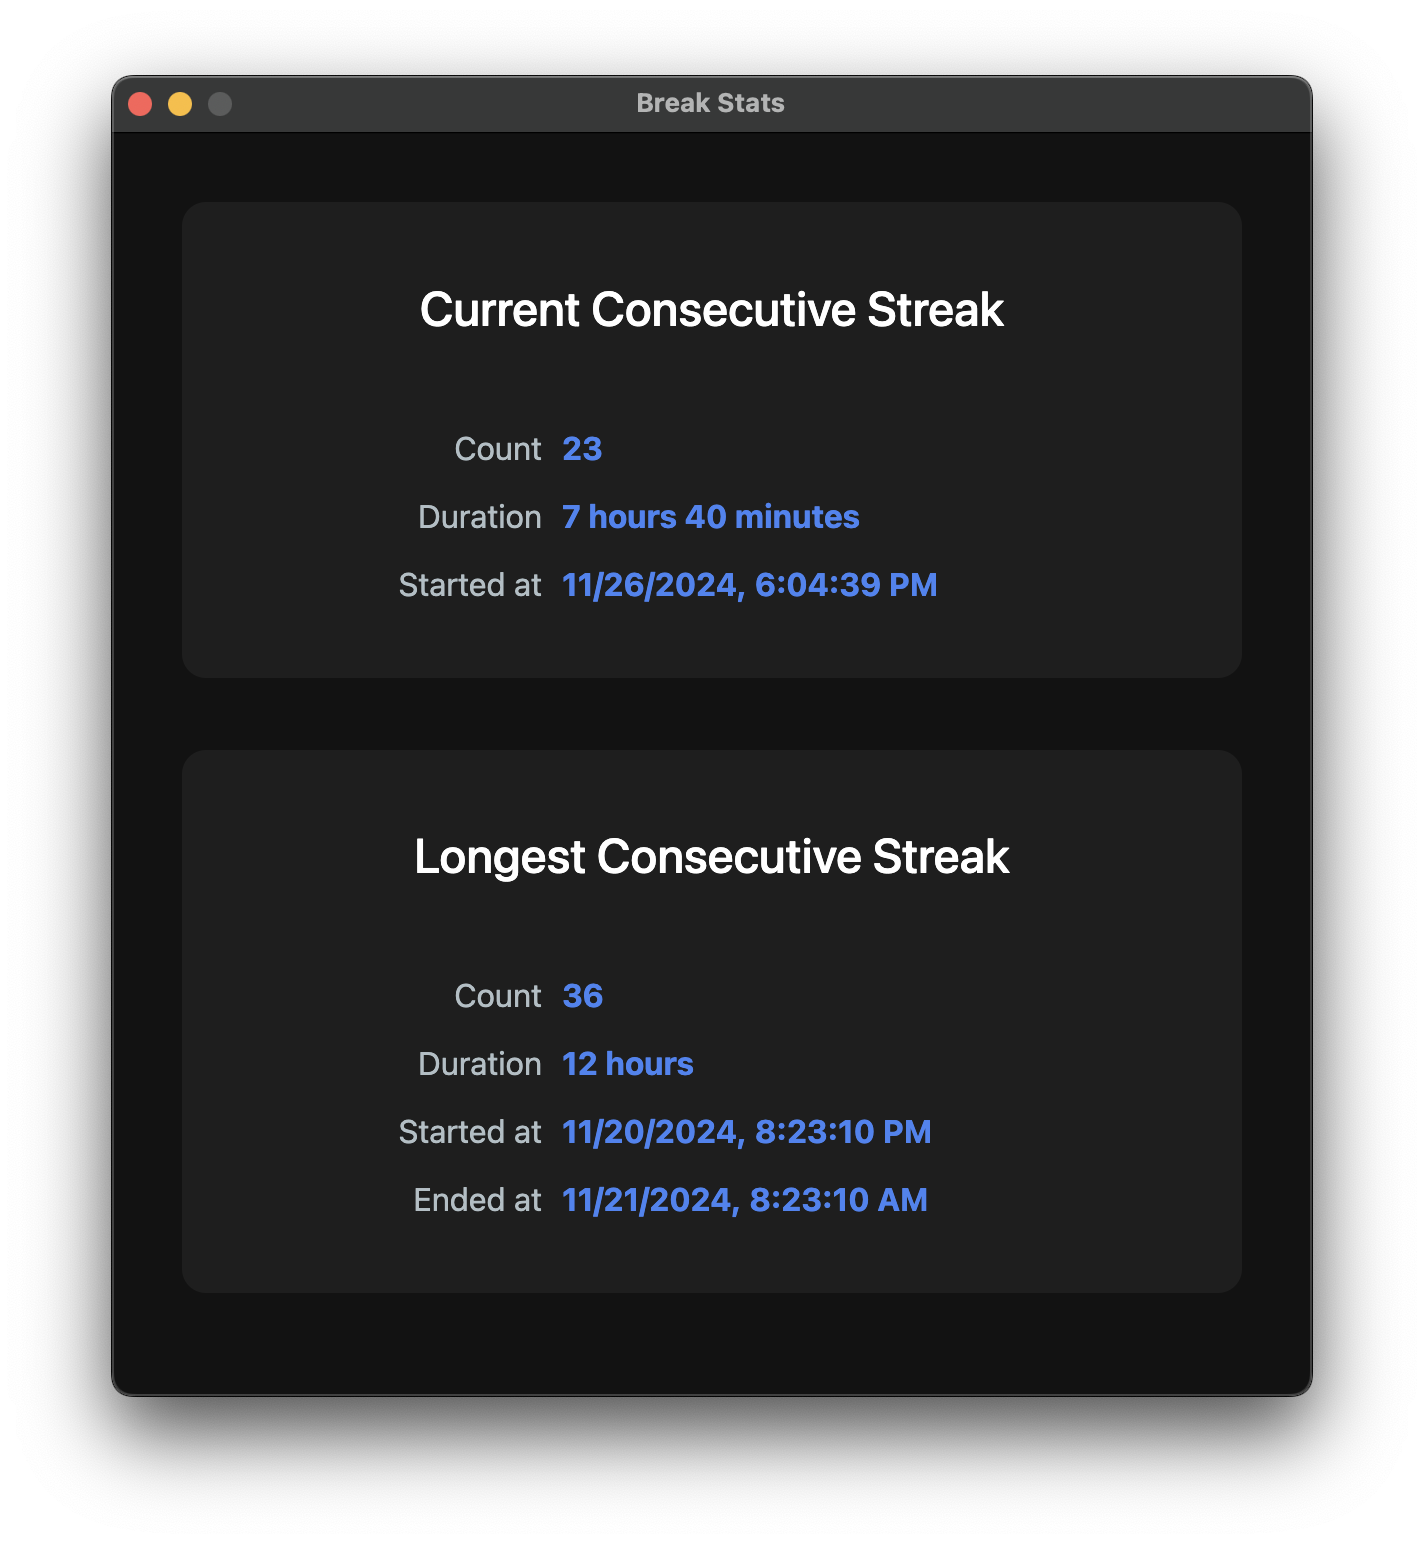 Break Stats
Current Consecutive Streak
Count 23
Duration 7 hours 40 minutes
Started at 11/26/2024, 6:04:39 PM
Longest Consecutive Streak
Count 36
Duration 12 hours
Started at 11/20/2024, 8:23:10 PM
Ended at 11/21/2024, 8:23:10 AM